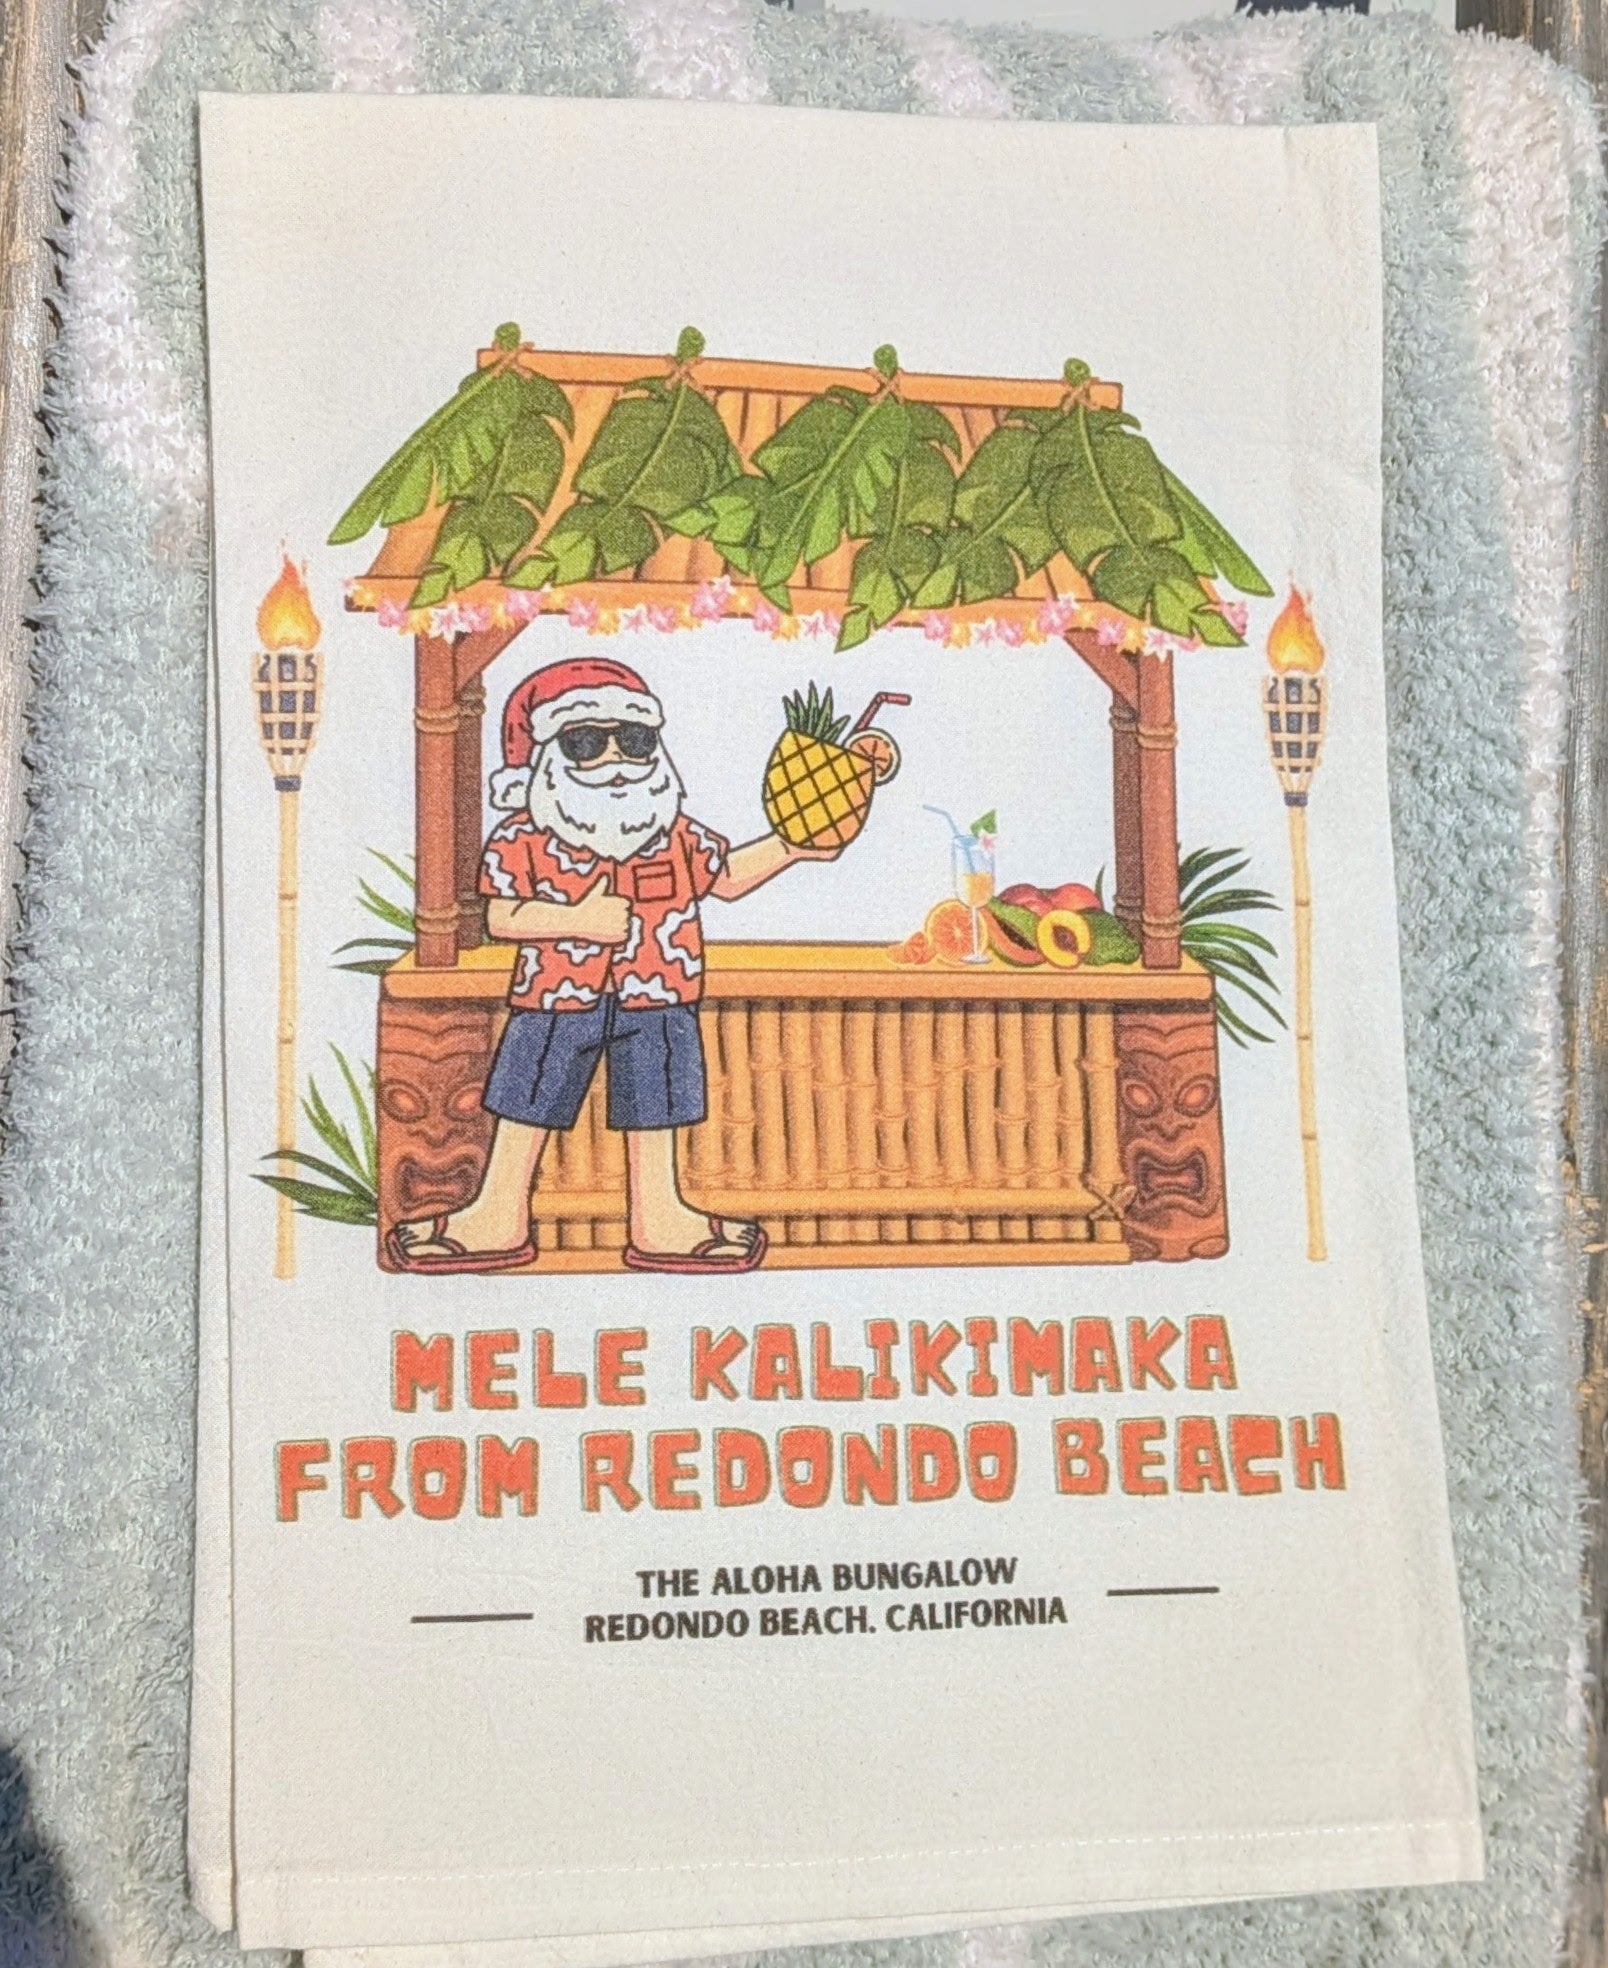 MELE KALIKIMAKA
FROM REDONDO BEACH
THE ALOHA BUNGALOW
REDONDO BEACH. CALIFORNIA